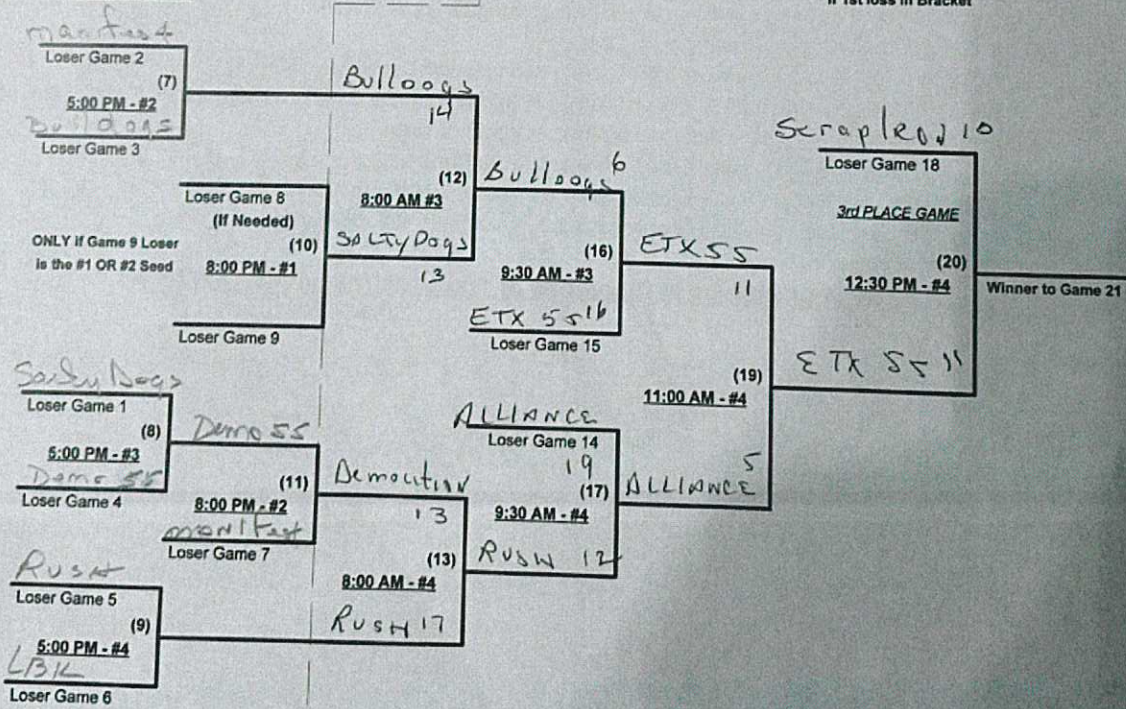 If 1st loss in Bracket
manifest
Loser Game 2
(7)
5:00 PM - #2
Bulldogs
Loser Game 3
Bulldogs
14
Loser Game 8
(If Needed)
ONLY if Game 9 Loser
is the #1 OR #2 Seed
(10)
8:00 PM - #1
Loser Game 9
(12)
8:00 AM #3
SALTYDogs
13
Bulldogs 6
(16)
9:30 AM - #3
ETX 55 16
Loser Game 15
ETX55
11
Scrap Iron 10
Loser Game 18
3rd PLACE GAME
(20)
12:30 PM - #4
Winner to Game 21
ETX 55 11
(19)
11:00 AM - #4
Salty Dogs
Loser Game 1
(8)
5:00 PM - #3
Demo 55
Loser Game 4
Demo 55
(11)
8:00 PM - #2
manifest
Loser Game 7
Demolition
13
(13)
8:00 AM - #4
RUSH 17
ALLIANCE
Loser Game 14
19
(17)
9:30 AM - #4
RUSH 12
5
ALLIANCE
RUSH
Loser Game 5
(9)
5:00 PM - #4
LBK
Loser Game 6